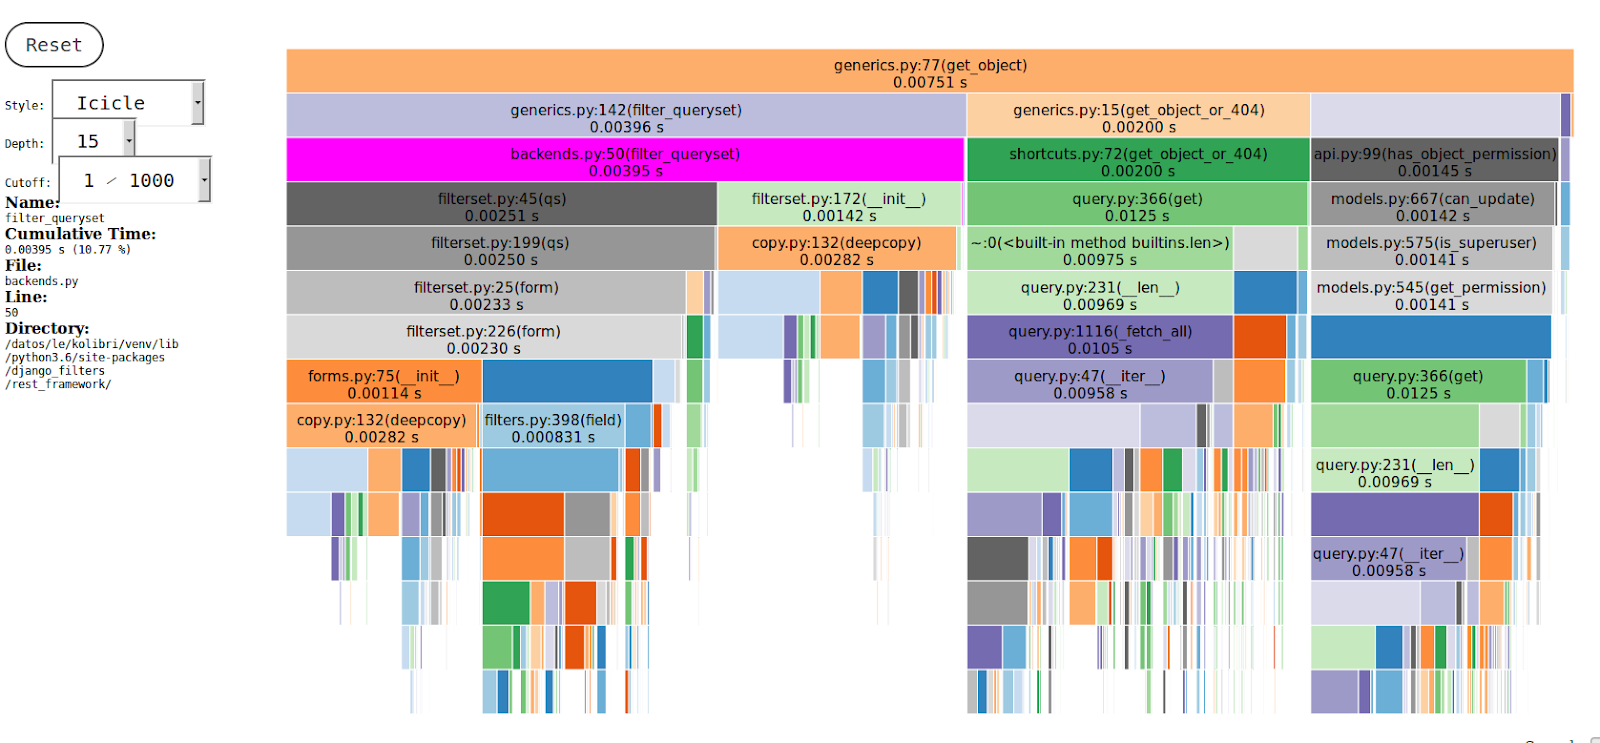 Reset
Style: Icicle
Depth: 15
Cutoff: 1 / 1000
Name:
filter_queryset
Cumulative Time:
0.00395 s (10.77 %)
File:
backends.py
Line:
50
Directory:
/datos/le/kolibri/venv/lib
/python3.6/site-packages
/django_filters
/rest_framework/
generics.py:77(get_object)
0.00751 s
generics.py:142(filter_queryset)
0.00396 s
generics.py:15(get_object_or_404)
0.00200 s
backends.py:50(filter_queryset)
0.00395 s
shortcuts.py:72(get_object_or_404)
0.00200 s
api.py:99(has_object_permission)
0.00145 s
filterset.py:45(qs)
0.00251 s
filterset.py:172(__init__)
0.00142 s
query.py:366(get)
0.0125 s
models.py:667(can_update)
0.00142 s
filterset.py:199(qs)
0.00250 s
copy.py:132(deepcopy)
0.00282 s
~:0(<built-in method builtins.len>)
0.00975 s
models.py:575(is_superuser)
0.00141 s
filterset.py:25(form)
0.00233 s
query.py:231(__len__)
0.00969 s
models.py:545(get_permission)
0.00141 s
filterset.py:226(form)
0.00230 s
query.py:1116(_fetch_all)
0.0105 s
forms.py:75(__init__)
0.00114 s
query.py:47(__iter__)
0.00958 s
query.py:366(get)
0.0125 s
copy.py:132(deepcopy)
0.00282 s
filters.py:398(field)
0.000831 s
query.py:231(__len__)
0.00969 s
query.py:47(__iter__)
0.00958 s